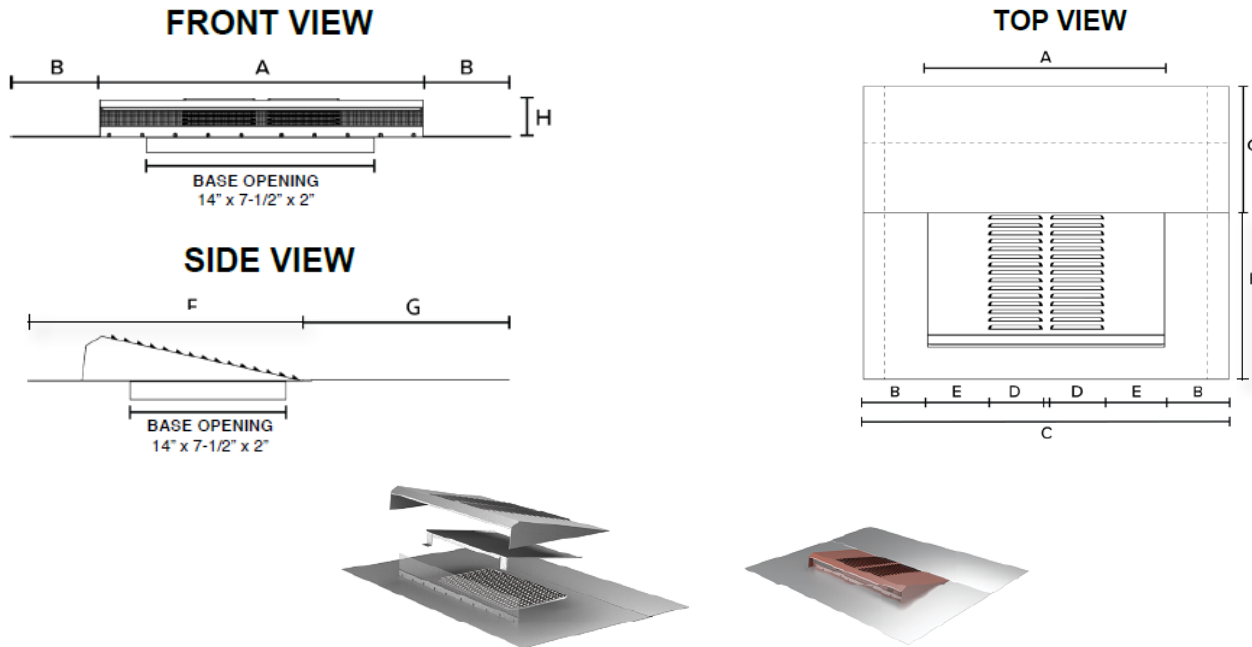 FRONT VIEW
B A B
H
BASE OPENING
14” x 7-1/2” x 2”
SIDE VIEW
G
BASE OPENING
14” x 7-1/2” x 2”
TOP VIEW
A
B E D D E B
C